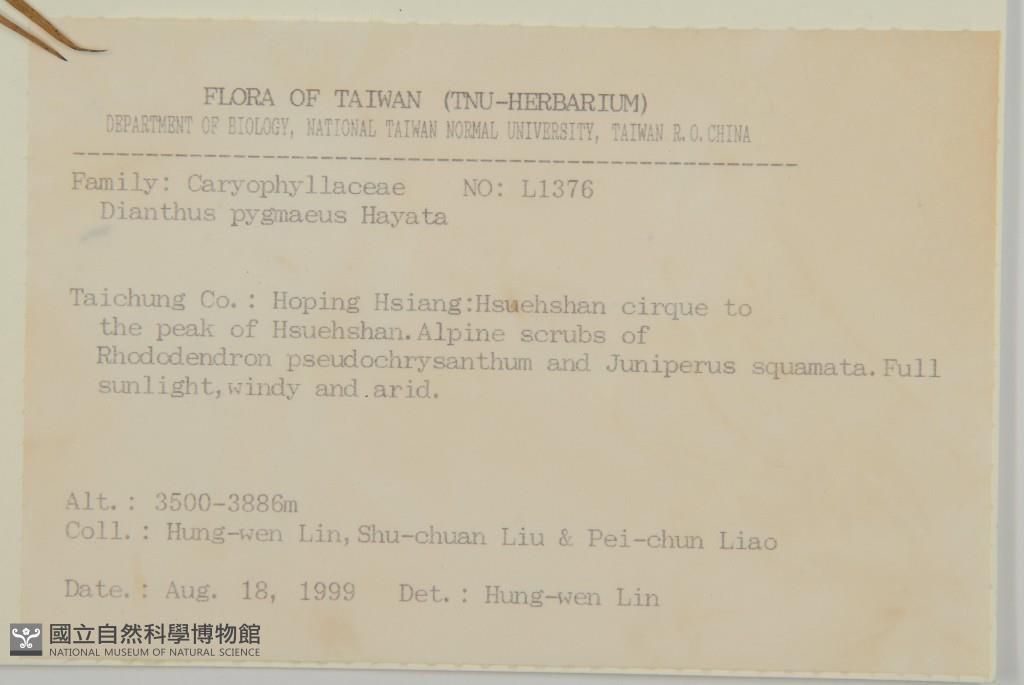 FLORA OF TAIWAN (TNU-HERBARIUM)
DEPARTMENT OF BIOLOGY, NATIONAL TAIWAN NORMAL UNIVERSITY, TAIWAN R.O.CHINA
--------------------------------------------------
Family: Caryophyllaceae NO: L1376
Dianthus pygmaeus Hayata
Taichung Co.: Hoping Hsiang:Hsuehshan cirque to
the peak of Hsuehshan.Alpine scrubs of
Rhododendron pseudochrysanthum and Juniperus squamata.Full
sunlight,windy and.arid.
Alt.: 3500-3886m
Coll.: Hung-wen Lin,Shu-chuan Liu & Pei-chun Liao
Date.: Aug. 18, 1999 Det.: Hung-wen Lin
國立自然科學博物館
NATIONAL MUSEUM OF NATURAL SCIENCE